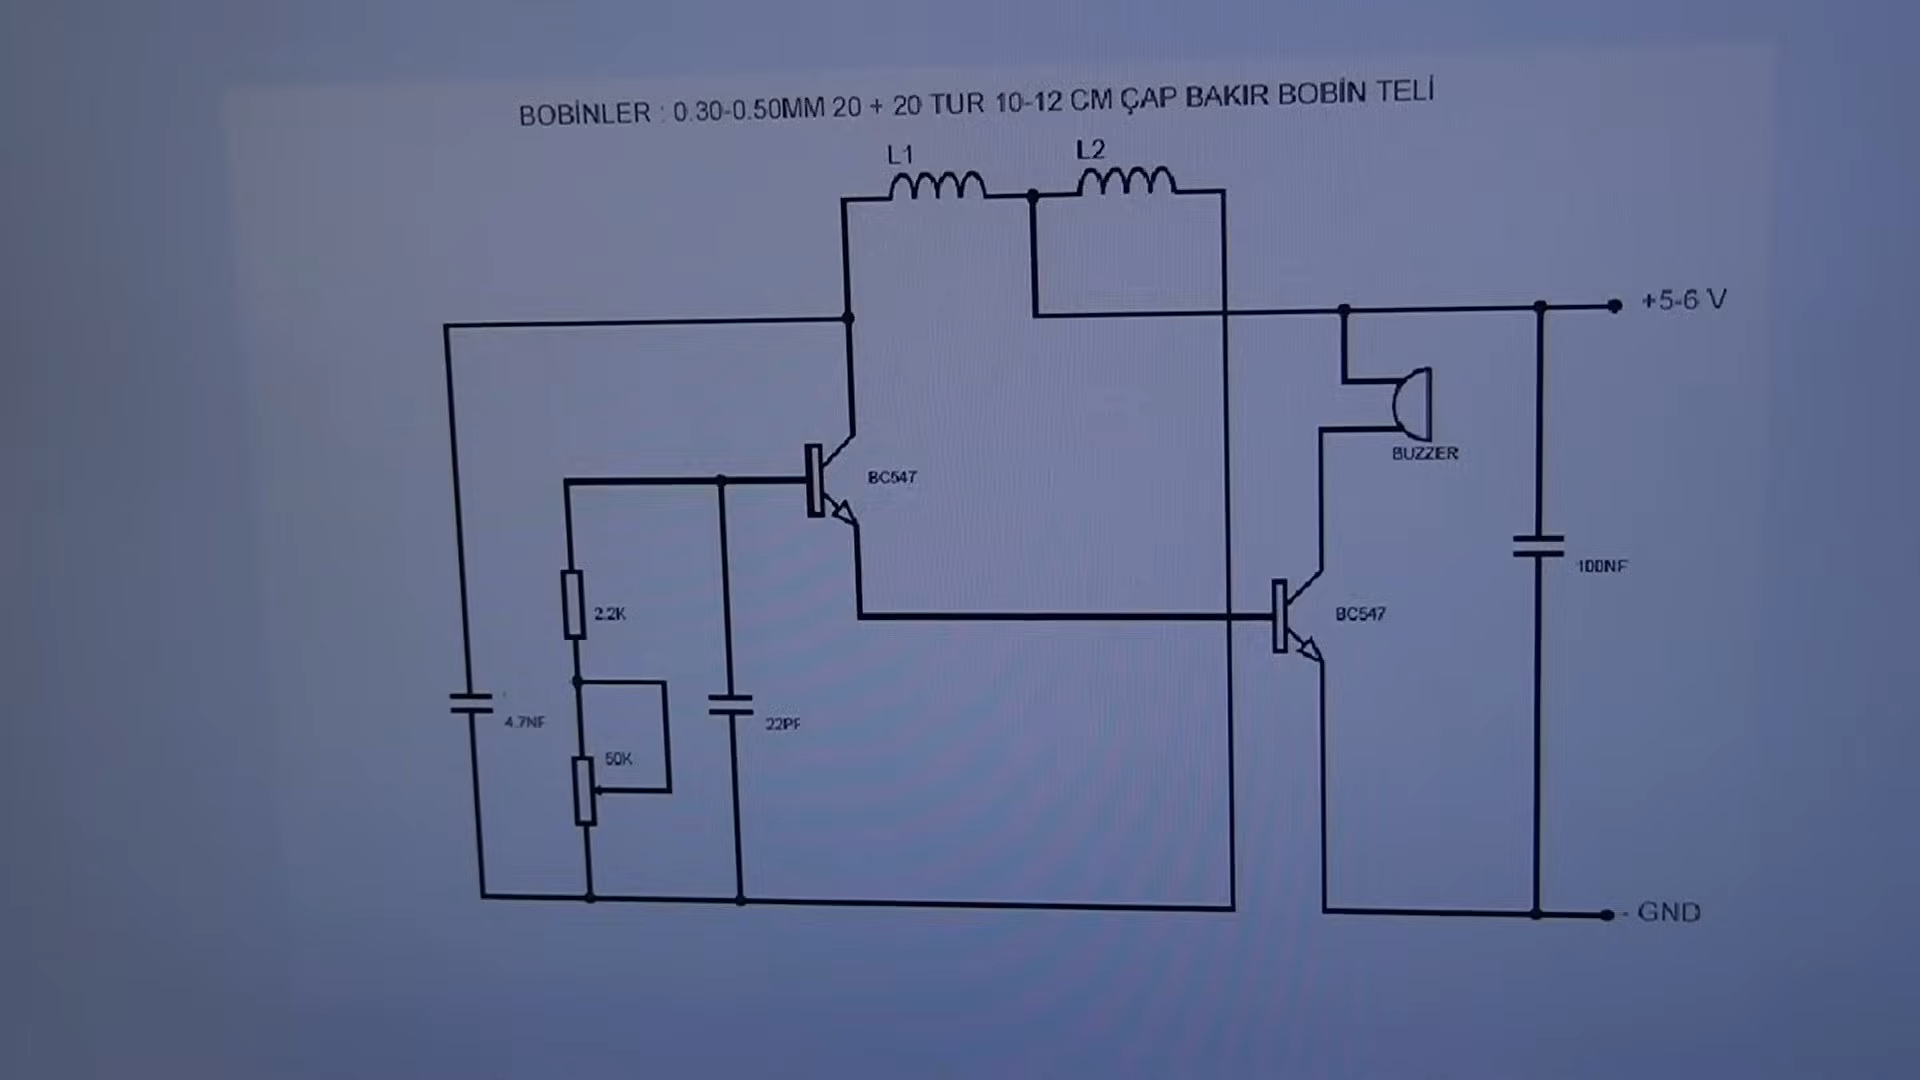 BOBİNLER : 0.30-0.50MM 20 + 20 TUR 10-12 CM ÇAP BAKIR BOBİN TELİ
L1
L2
+5-6 V
BUZZER
BC547
100NF
2.2K
BC547
4.7NF
22PF
50K
- GND